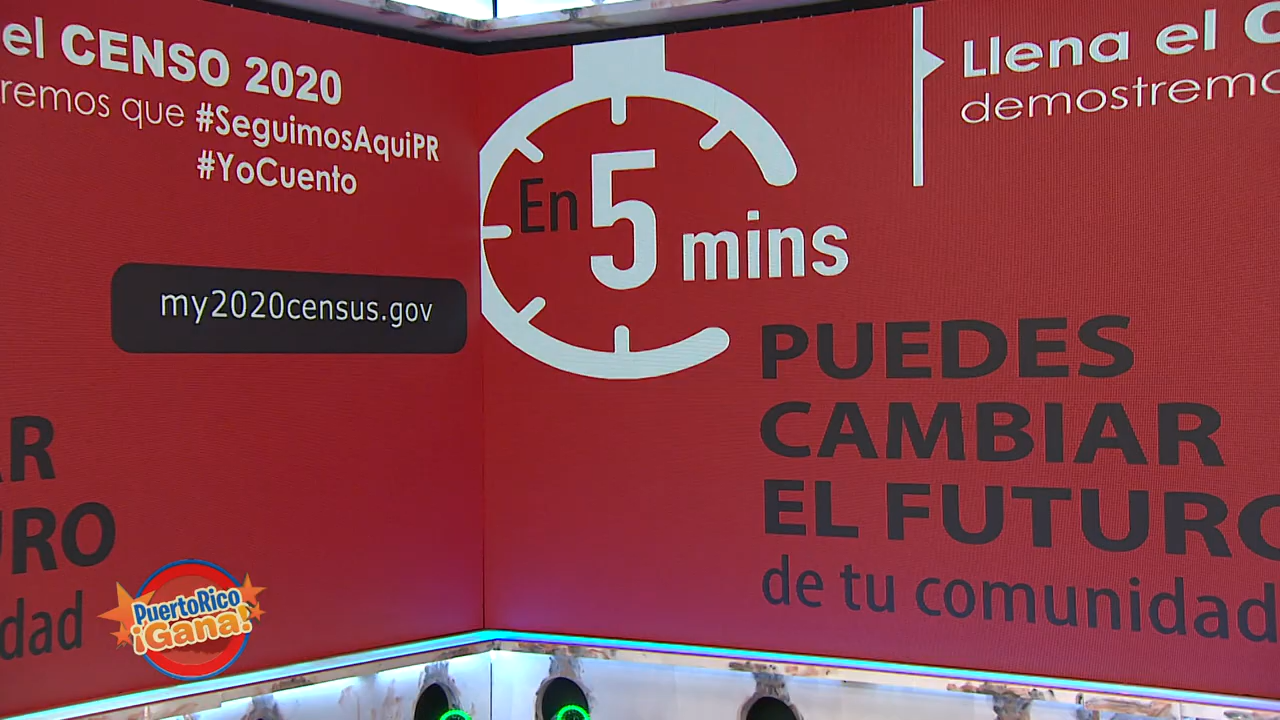 el CENSO 2020
remos que #SeguimosAquiPR
#YoCuento
my2020census.gov
AR
URO
dad
En 5 mins
PUEDES
CAMBIAR
EL FUTURO
de tu comunidad
Llena el C
demostremo
PuertoRico
¡Gana!